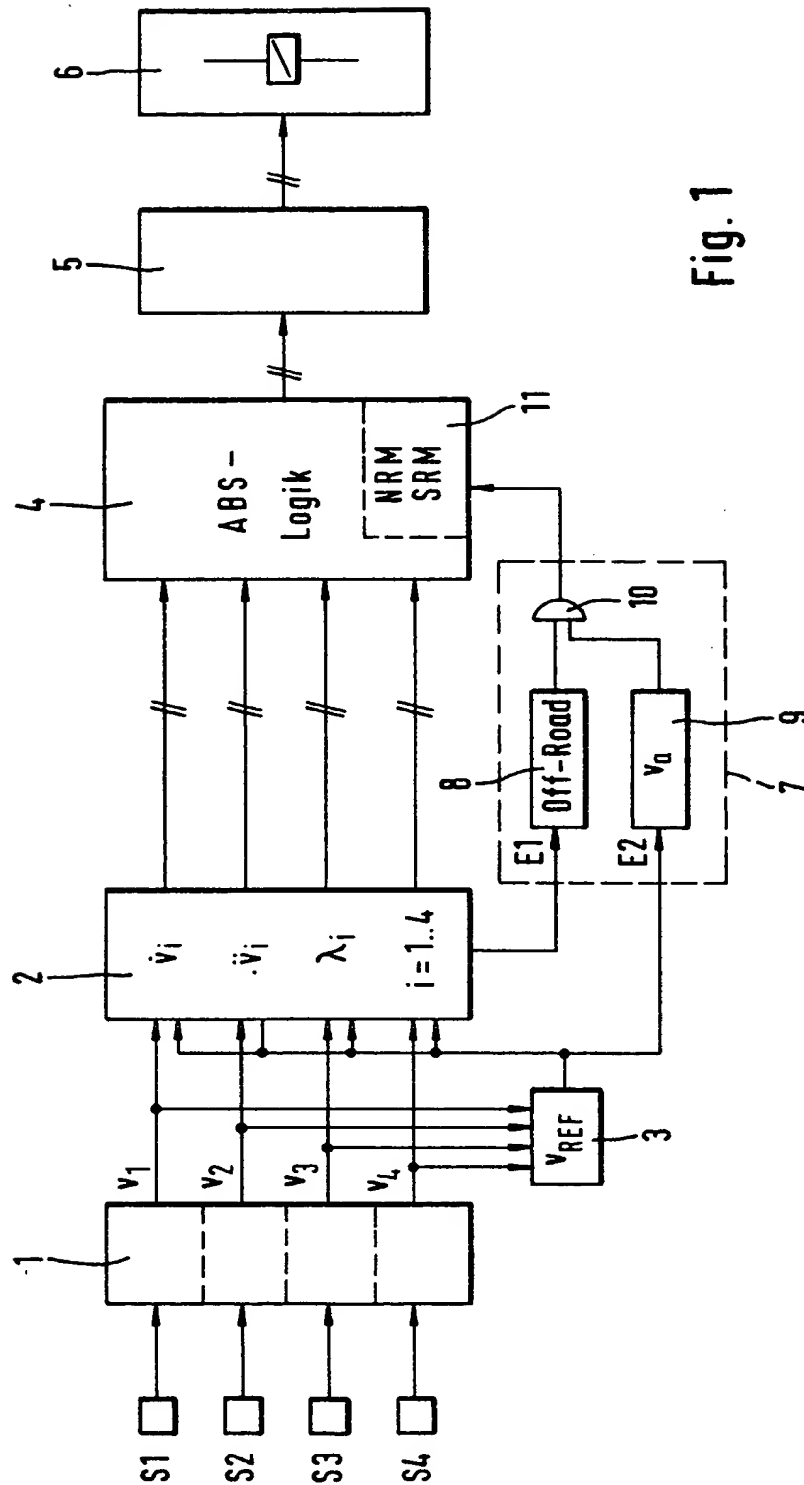 S1
S2
S3
S4
1
v1
v2
v3
v4
vREF
3
2
v̇i
v̈i
λi
i = 1..4
E1
E2
8
Off-Road
va
9
7
10
4
ABS-
Logik
NRM
SRM
11
5
6
Fig. 1